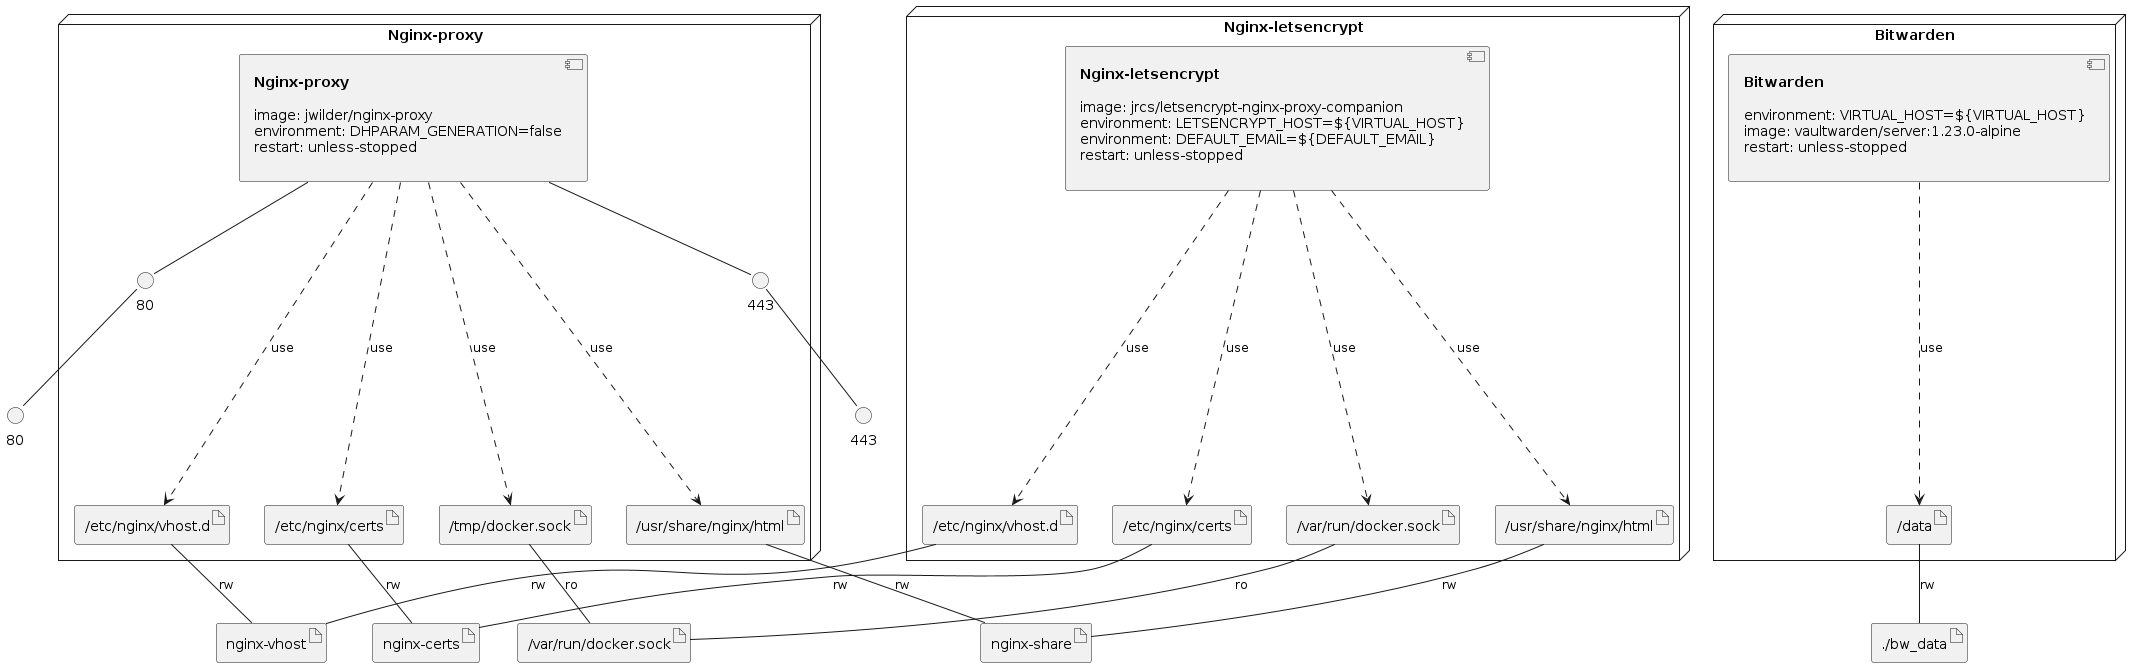 Nginx-proxy
Nginx-proxy
image: jwilder/nginx-proxy
environment: DHPARAM_GENERATION=false
restart: unless-stopped
80
443
use
use
use
use
80
443
/etc/nginx/vhost.d
/etc/nginx/certs
/tmp/docker.sock
/usr/share/nginx/html
Nginx-letsencrypt
Nginx-letsencrypt
image: jrcs/letsencrypt-nginx-proxy-companion
environment: LETSENCRYPT_HOST=${VIRTUAL_HOST}
environment: DEFAULT_EMAIL=${DEFAULT_EMAIL}
restart: unless-stopped
use
use
use
use
/etc/nginx/vhost.d
/etc/nginx/certs
/var/run/docker.sock
/usr/share/nginx/html
Bitwarden
Bitwarden
environment: VIRTUAL_HOST=${VIRTUAL_HOST}
image: vaultwarden/server:1.23.0-alpine
restart: unless-stopped
use
/data
rw
rw
rw
ro
rw
rw
ro
rw
rw
nginx-vhost
nginx-certs
/var/run/docker.sock
nginx-share
./bw_data